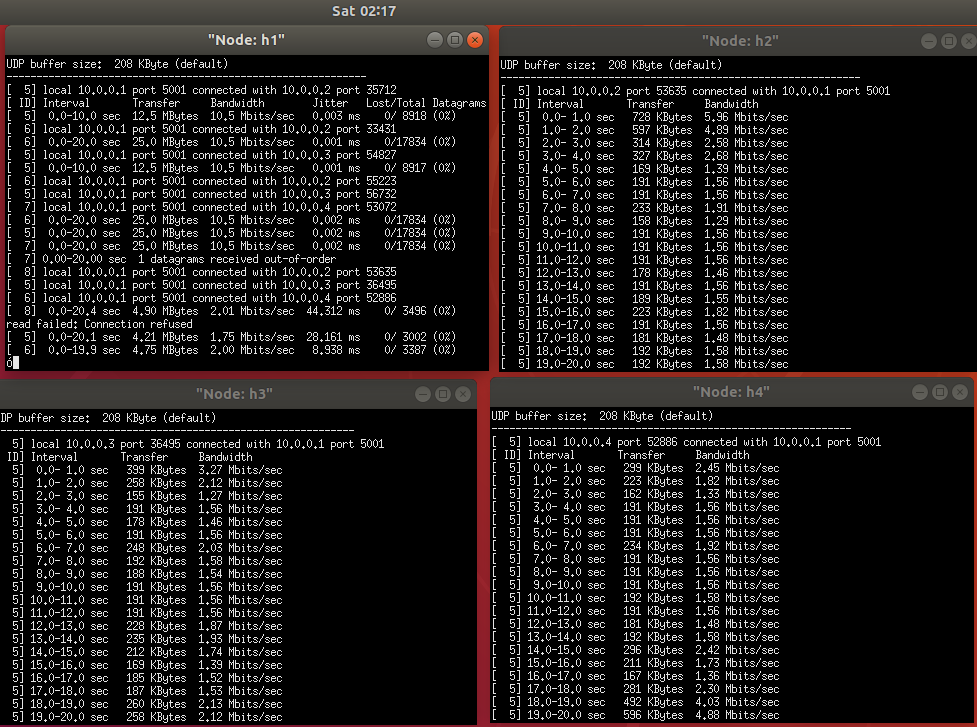 Sat 02:17
"Node: h1"
UDP buffer size:  208 KByte (default)
------------------------------------------------------------
[  5] local 10.0.0.1 port 5001 connected with 10.0.0.2 port 35712
[ ID] Interval       Transfer     Bandwidth        Jitter   Lost/Total Datagrams
[  5]  0.0-10.0 sec  12.5 MBytes  10.5 Mbits/sec   0.003 ms    0/ 8918 (0%)
[  6] local 10.0.0.1 port 5001 connected with 10.0.0.2 port 33431
[  6]  0.0-20.0 sec  25.0 MBytes  10.5 Mbits/sec   0.001 ms    0/17834 (0%)
[  5] local 10.0.0.1 port 5001 connected with 10.0.0.3 port 54827
[  5]  0.0-10.0 sec  12.5 MBytes  10.5 Mbits/sec   0.001 ms    0/ 8917 (0%)
[  6] local 10.0.0.1 port 5001 connected with 10.0.0.2 port 55223
[  5] local 10.0.0.1 port 5001 connected with 10.0.0.3 port 56732
[  7] local 10.0.0.1 port 5001 connected with 10.0.0.4 port 53072
[  6]  0.0-20.0 sec  25.0 MBytes  10.5 Mbits/sec   0.002 ms    0/17834 (0%)
[  5]  0.0-20.0 sec  25.0 MBytes  10.5 Mbits/sec   0.002 ms    0/17834 (0%)
[  7]  0.0-20.0 sec  25.0 MBytes  10.5 Mbits/sec   0.002 ms    0/17834 (0%)
[  7] 0.00-20.00 sec  1 datagrams received out-of-order
[  8] local 10.0.0.1 port 5001 connected with 10.0.0.2 port 53635
[  5] local 10.0.0.1 port 5001 connected with 10.0.0.3 port 36495
[  6] local 10.0.0.1 port 5001 connected with 10.0.0.4 port 52886
[  8]  0.0-20.4 sec  4.90 MBytes  2.01 Mbits/sec  44.312 ms    0/ 3496 (0%)
read failed: Connection refused
[  5]  0.0-20.1 sec  4.21 MBytes  1.75 Mbits/sec  28.161 ms    0/ 3002 (0%)
[  6]  0.0-19.9 sec  4.75 MBytes  2.00 Mbits/sec   8.938 ms    0/ 3387 (0%)
ó
"Node: h2"
UDP buffer size:  208 KByte (default)
------------------------------------------------------------
[  5] local 10.0.0.2 port 53635 connected with 10.0.0.1 port 5001
[ ID] Interval       Transfer     Bandwidth
[  5]  0.0- 1.0 sec   728 KBytes  5.96 Mbits/sec
[  5]  1.0- 2.0 sec   597 KBytes  4.89 Mbits/sec
[  5]  2.0- 3.0 sec   314 KBytes  2.58 Mbits/sec
[  5]  3.0- 4.0 sec   327 KBytes  2.68 Mbits/sec
[  5]  4.0- 5.0 sec   169 KBytes  1.39 Mbits/sec
[  5]  5.0- 6.0 sec   191 KBytes  1.56 Mbits/sec
[  5]  6.0- 7.0 sec   191 KBytes  1.56 Mbits/sec
[  5]  7.0- 8.0 sec   233 KBytes  1.91 Mbits/sec
[  5]  8.0- 9.0 sec   158 KBytes  1.29 Mbits/sec
[  5]  9.0-10.0 sec   191 KBytes  1.56 Mbits/sec
[  5] 10.0-11.0 sec   191 KBytes  1.56 Mbits/sec
[  5] 11.0-12.0 sec   191 KBytes  1.56 Mbits/sec
[  5] 12.0-13.0 sec   178 KBytes  1.46 Mbits/sec
[  5] 13.0-14.0 sec   191 KBytes  1.56 Mbits/sec
[  5] 14.0-15.0 sec   189 KBytes  1.55 Mbits/sec
[  5] 15.0-16.0 sec   223 KBytes  1.82 Mbits/sec
[  5] 16.0-17.0 sec   191 KBytes  1.56 Mbits/sec
[  5] 17.0-18.0 sec   181 KBytes  1.48 Mbits/sec
[  5] 18.0-19.0 sec   192 KBytes  1.58 Mbits/sec
[  5] 19.0-20.0 sec   192 KBytes  1.58 Mbits/sec
"Node: h3"
DP buffer size:  208 KByte (default)
-----------------------------------------------------------
  5] local 10.0.0.3 port 36495 connected with 10.0.0.1 port 5001
 ID] Interval       Transfer     Bandwidth
  5]  0.0- 1.0 sec   399 KBytes  3.27 Mbits/sec
  5]  1.0- 2.0 sec   258 KBytes  2.12 Mbits/sec
  5]  2.0- 3.0 sec   155 KBytes  1.27 Mbits/sec
  5]  3.0- 4.0 sec   191 KBytes  1.56 Mbits/sec
  5]  4.0- 5.0 sec   178 KBytes  1.46 Mbits/sec
  5]  5.0- 6.0 sec   191 KBytes  1.56 Mbits/sec
  5]  6.0- 7.0 sec   248 KBytes  2.03 Mbits/sec
  5]  7.0- 8.0 sec   192 KBytes  1.58 Mbits/sec
  5]  8.0- 9.0 sec   188 KBytes  1.54 Mbits/sec
  5]  9.0-10.0 sec   191 KBytes  1.56 Mbits/sec
  5] 10.0-11.0 sec   191 KBytes  1.56 Mbits/sec
  5] 11.0-12.0 sec   191 KBytes  1.56 Mbits/sec
  5] 12.0-13.0 sec   228 KBytes  1.87 Mbits/sec
  5] 13.0-14.0 sec   235 KBytes  1.93 Mbits/sec
  5] 14.0-15.0 sec   212 KBytes  1.74 Mbits/sec
  5] 15.0-16.0 sec   169 KBytes  1.39 Mbits/sec
  5] 16.0-17.0 sec   185 KBytes  1.52 Mbits/sec
  5] 17.0-18.0 sec   187 KBytes  1.53 Mbits/sec
  5] 18.0-19.0 sec   260 KBytes  2.13 Mbits/sec
  5] 19.0-20.0 sec   258 KBytes  2.12 Mbits/sec
"Node: h4"
UDP buffer size:  208 KByte (default)
------------------------------------------------------------
[  5] local 10.0.0.4 port 52886 connected with 10.0.0.1 port 5001
[ ID] Interval       Transfer     Bandwidth
[  5]  0.0- 1.0 sec   299 KBytes  2.45 Mbits/sec
[  5]  1.0- 2.0 sec   223 KBytes  1.82 Mbits/sec
[  5]  2.0- 3.0 sec   162 KBytes  1.33 Mbits/sec
[  5]  3.0- 4.0 sec   191 KBytes  1.56 Mbits/sec
[  5]  4.0- 5.0 sec   191 KBytes  1.56 Mbits/sec
[  5]  5.0- 6.0 sec   191 KBytes  1.56 Mbits/sec
[  5]  6.0- 7.0 sec   234 KBytes  1.92 Mbits/sec
[  5]  7.0- 8.0 sec   191 KBytes  1.56 Mbits/sec
[  5]  8.0- 9.0 sec   191 KBytes  1.56 Mbits/sec
[  5]  9.0-10.0 sec   191 KBytes  1.56 Mbits/sec
[  5] 10.0-11.0 sec   192 KBytes  1.58 Mbits/sec
[  5] 11.0-12.0 sec   191 KBytes  1.56 Mbits/sec
[  5] 12.0-13.0 sec   181 KBytes  1.48 Mbits/sec
[  5] 13.0-14.0 sec   192 KBytes  1.58 Mbits/sec
[  5] 14.0-15.0 sec   296 KBytes  2.42 Mbits/sec
[  5] 15.0-16.0 sec   211 KBytes  1.73 Mbits/sec
[  5] 16.0-17.0 sec   167 KBytes  1.36 Mbits/sec
[  5] 17.0-18.0 sec   281 KBytes  2.30 Mbits/sec
[  5] 18.0-19.0 sec   492 KBytes  4.03 Mbits/sec
[  5] 19.0-20.0 sec   596 KBytes  4.88 Mbits/sec